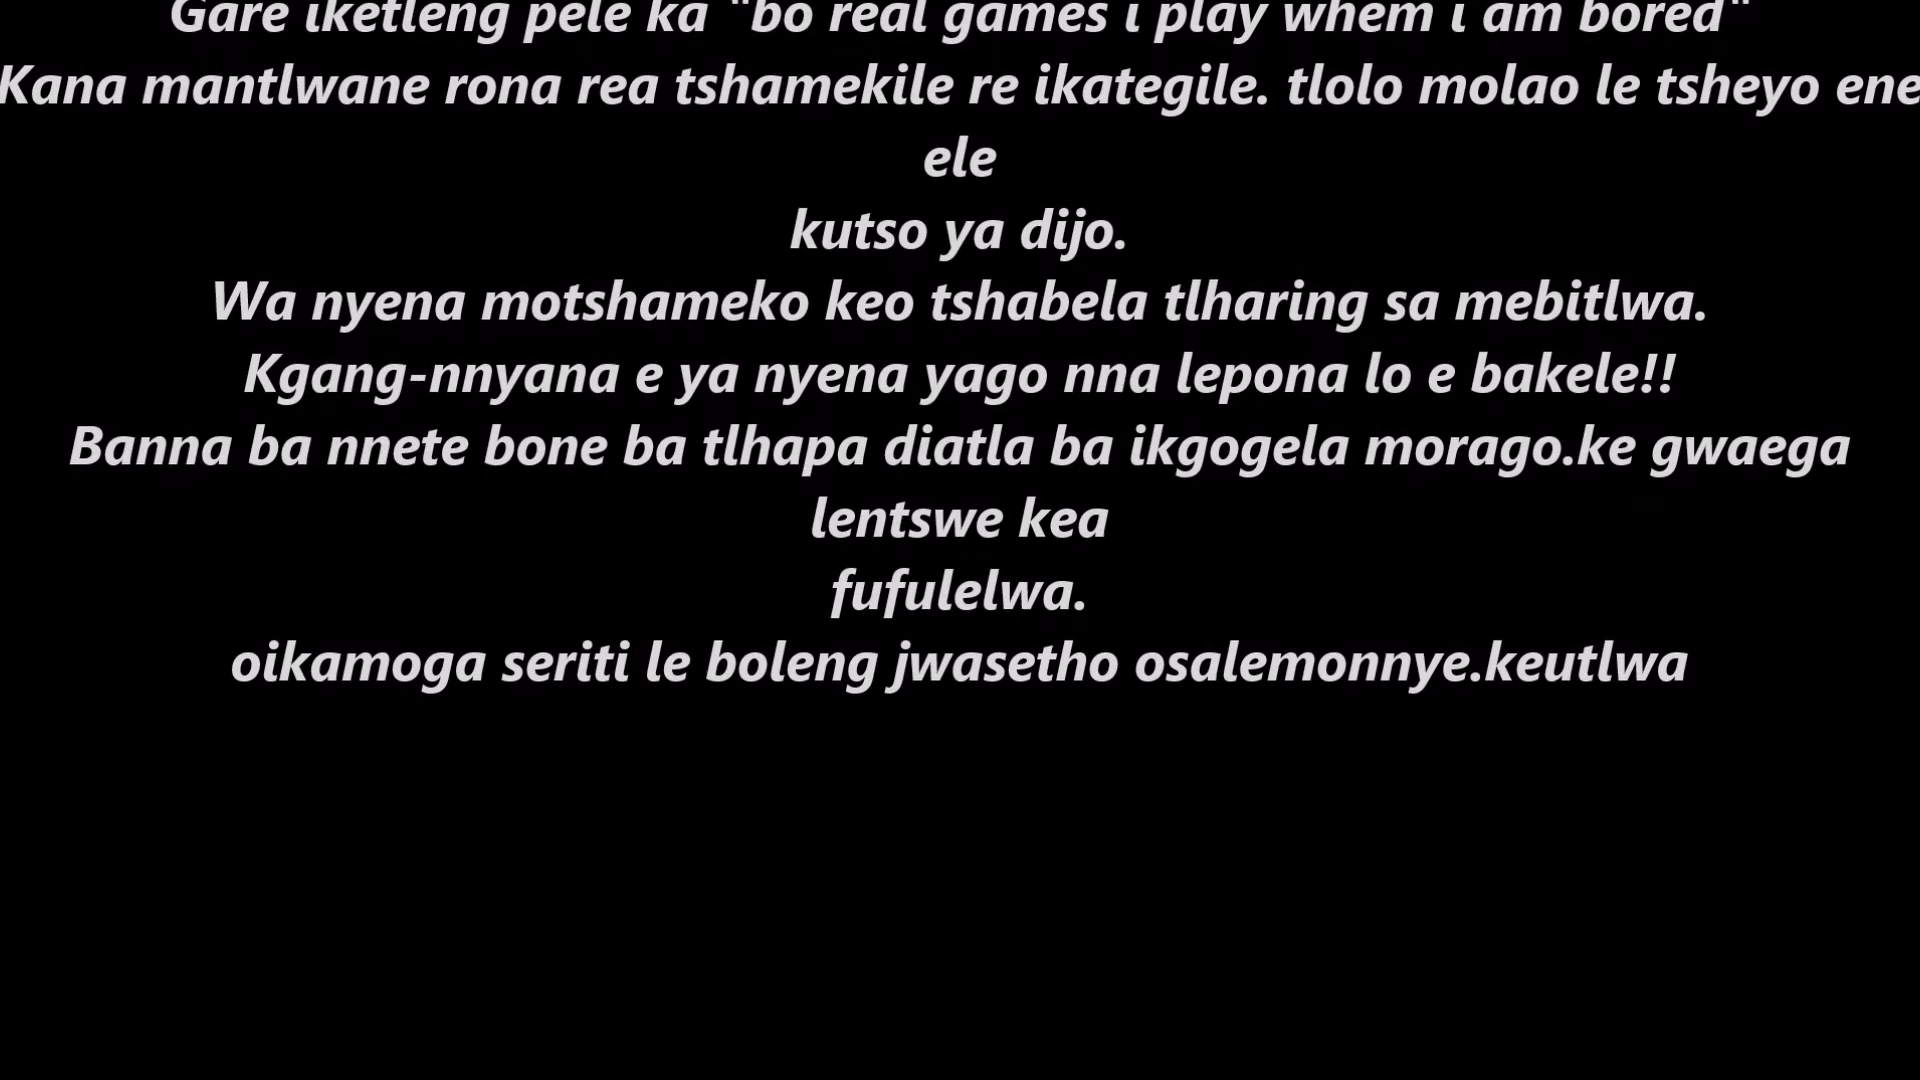 Gare iketleng pele ka "bo real games i play whem i am bored"
Kana mantlwane rona rea tshamekile re ikategile. tlolo molao le tsheyo ene
ele
kutso ya dijo.
Wa nyena motshameko keo tshabela tlharing sa mebitlwa.
Kgang-nnyana e ya nyena yago nna lepona lo e bakele!!
Banna ba nnete bone ba tlhapa diatla ba ikgogela morago.ke gwaega
lentswe kea
fufulelwa.
oikamoga seriti le boleng jwasetho osalemonnye.keutlwa